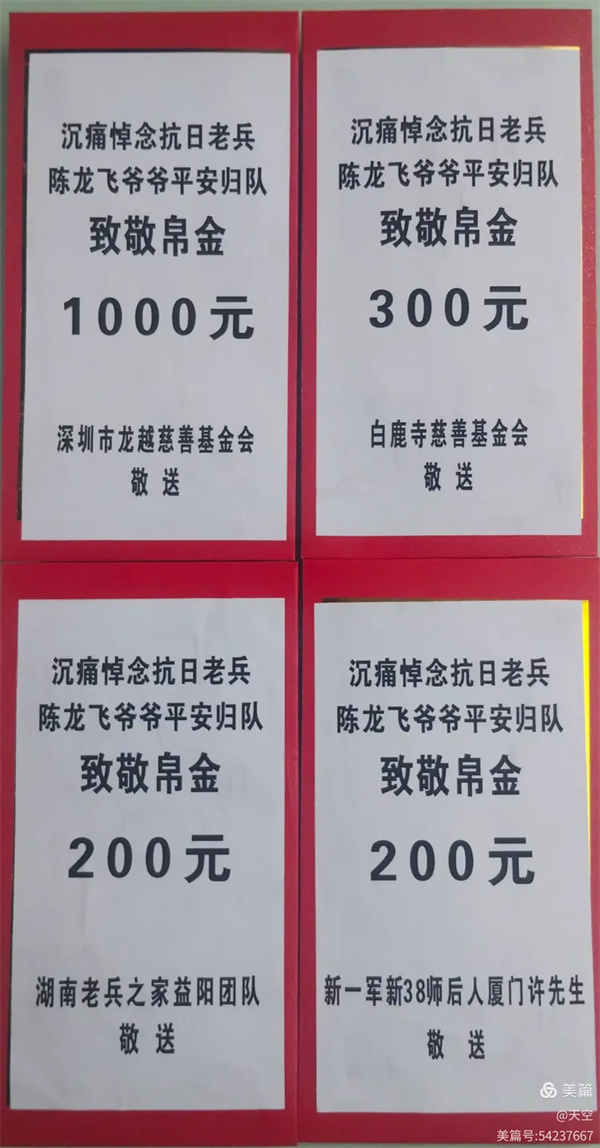 沉痛悼念抗日老兵
陈龙飞爷爷平安归队
致敬帛金
1000元
深圳市龙越慈善基金会
敬送
沉痛悼念抗日老兵
陈龙飞爷爷平安归队
致敬帛金
300元
白鹿寺慈善基金会
敬送
沉痛悼念抗日老兵
陈龙飞爷爷平安归队
致敬帛金
200元
湖南老兵之家益阳团队
敬送
沉痛悼念抗日老兵
陈龙飞爷爷平安归队
致敬帛金
200元
新一军新38师后人厦门许先生
敬送
美篇
@天空
美篇号:54237667